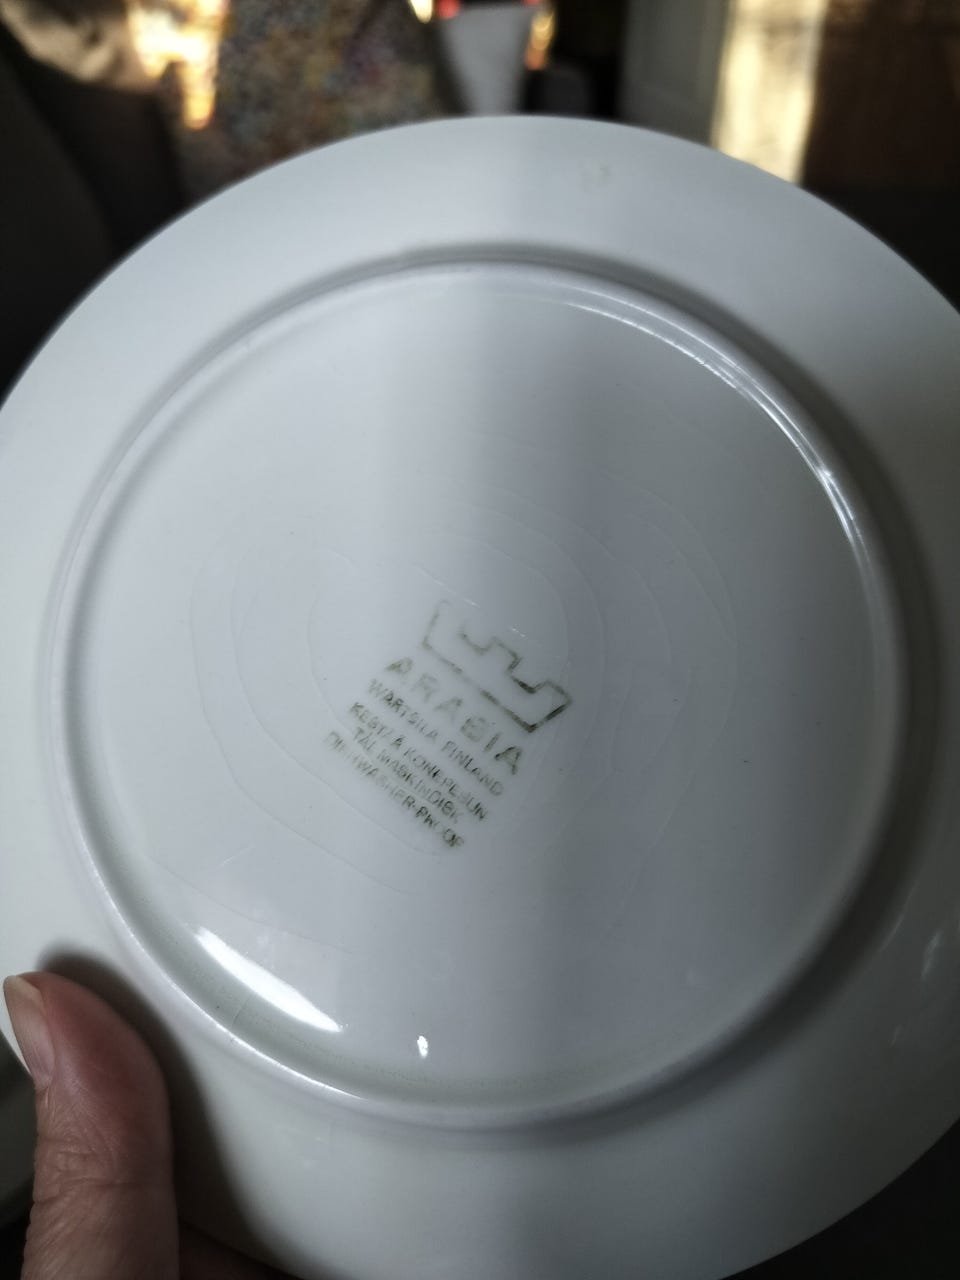 ARABIA
WÄRTSILÄ FINLAND
KESTÄÄ KONEPESUN
TÅL MASKINDISK
DISHWASHER-PROOF